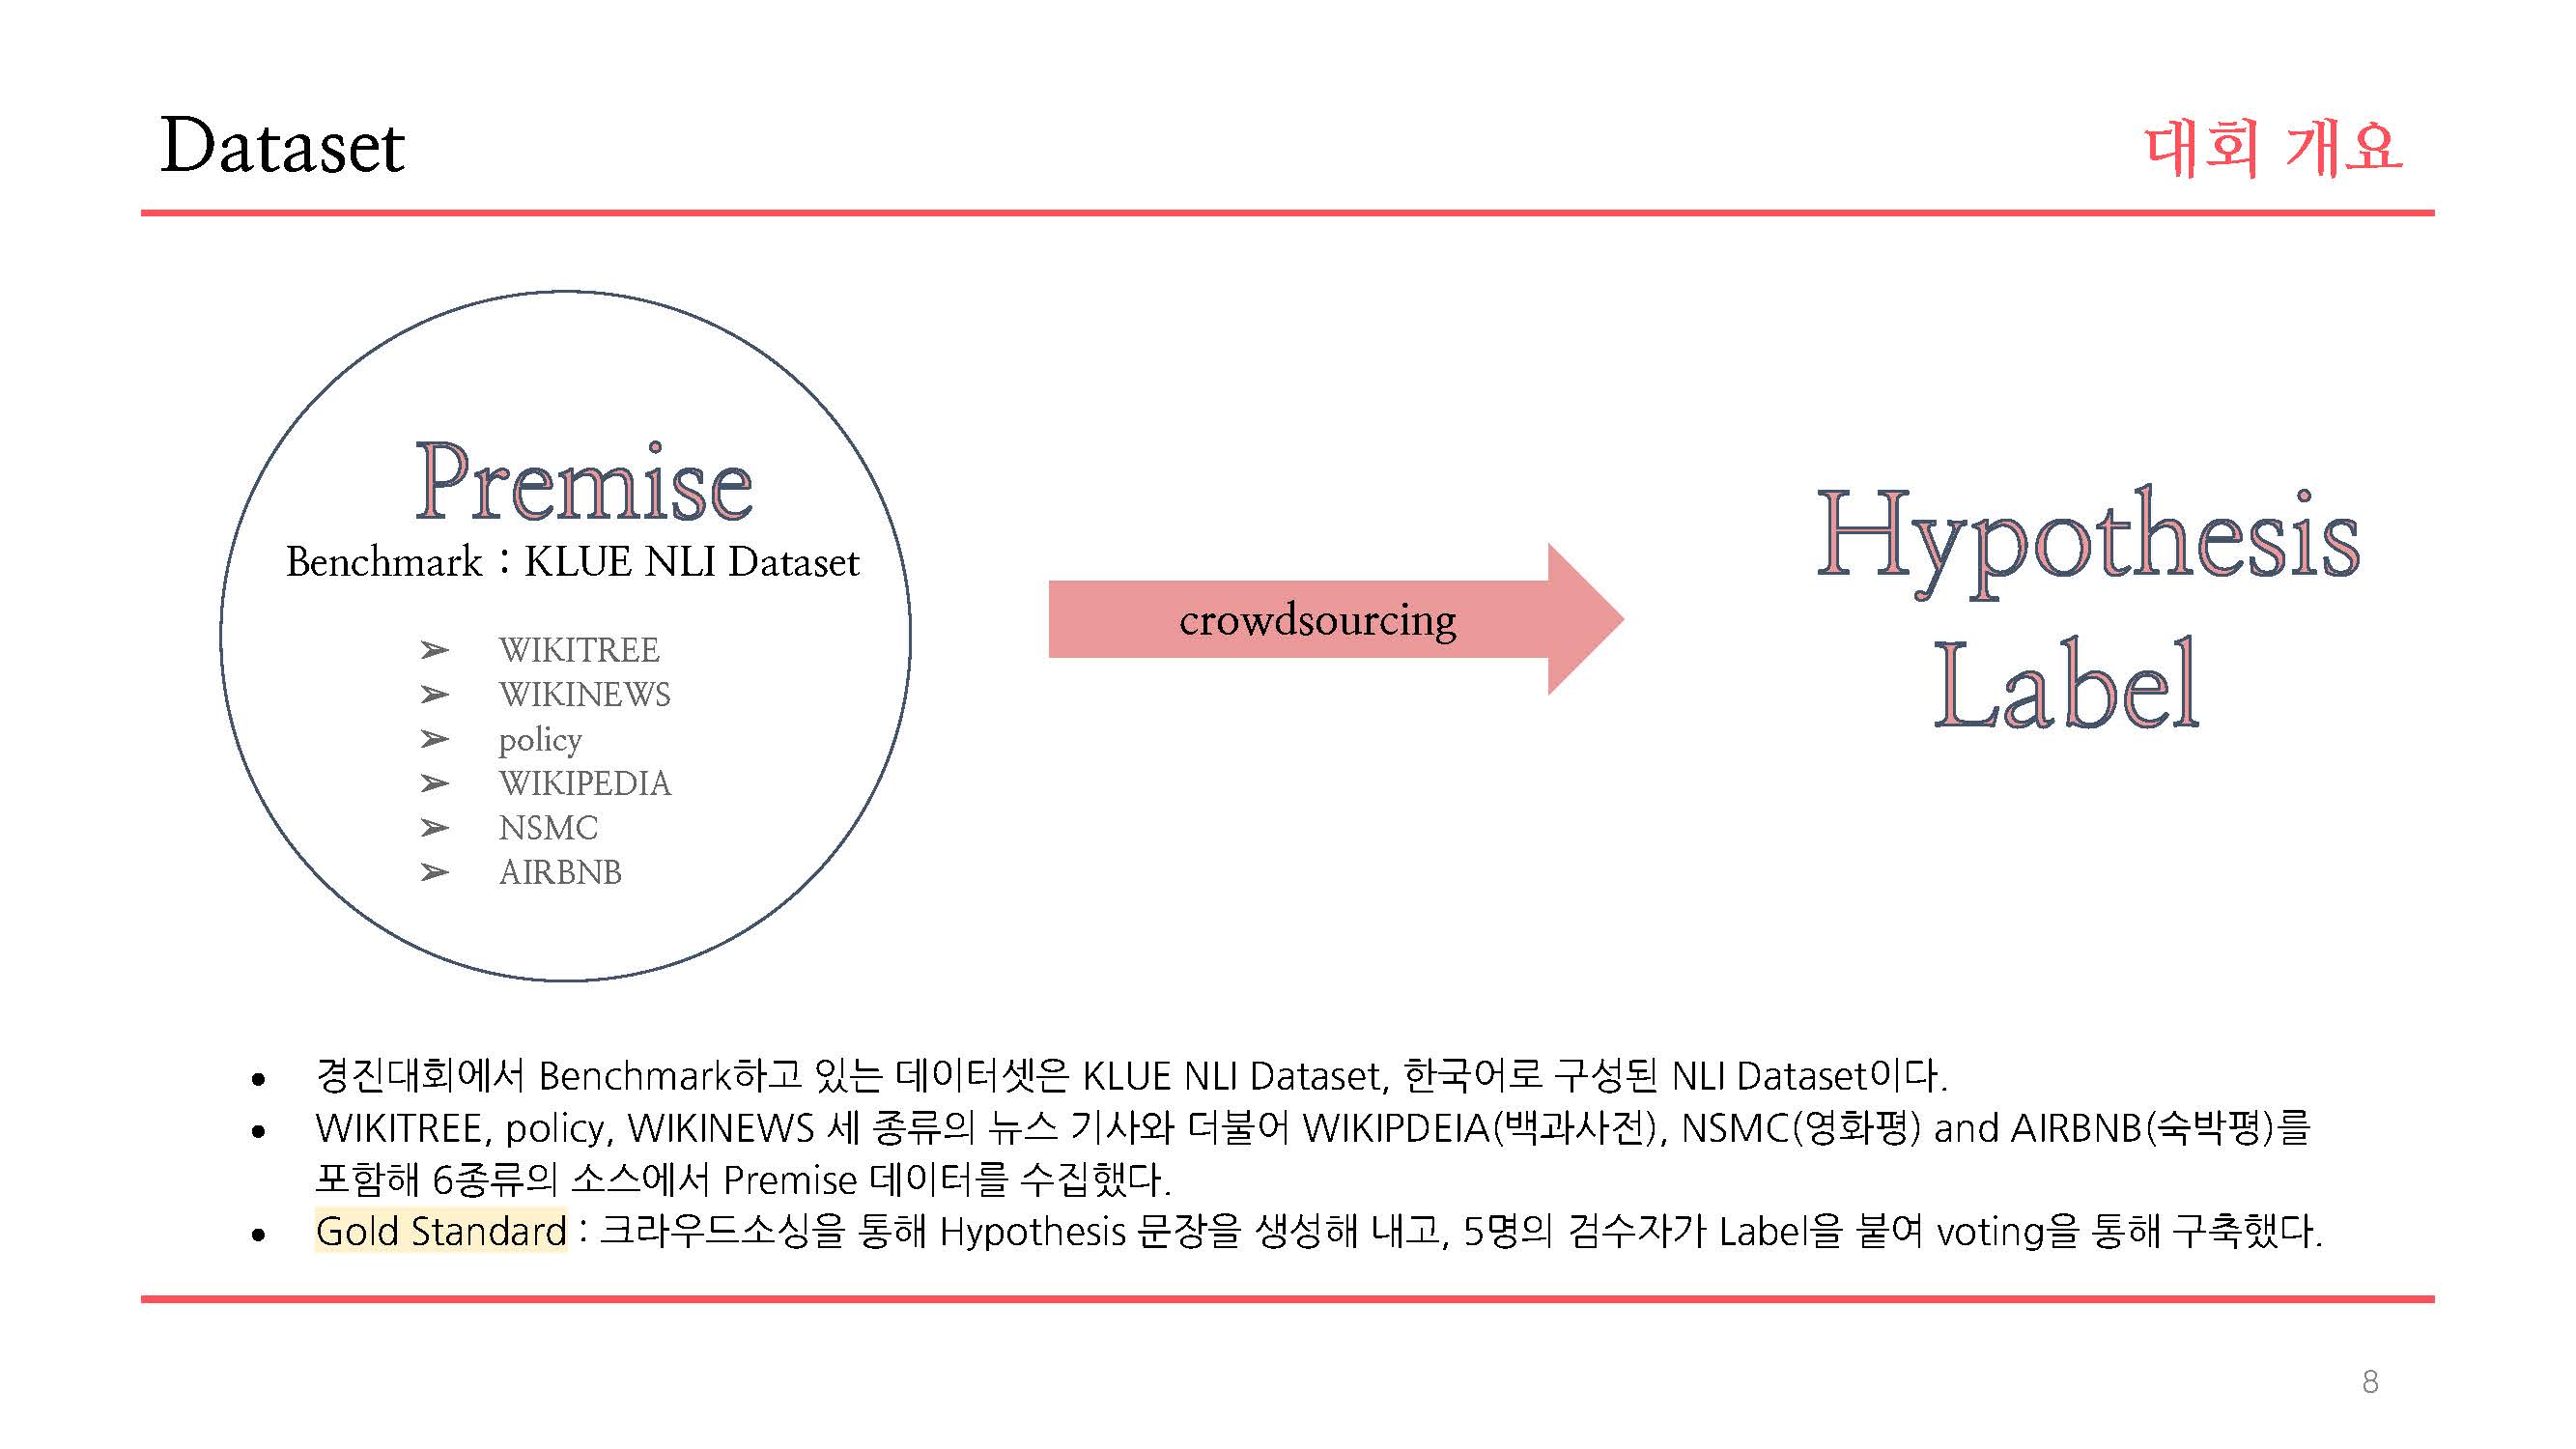 Dataset
대회 개요
Premise
Benchmark : KLUE NLI Dataset
➢ WIKITREE
➢ WIKINEWS
➢ policy
➢ WIKIPEDIA
➢ NSMC
➢ AIRBNB
crowdsourcing
Hypothesis
Label
● 경진대회에서 Benchmark하고 있는 데이터셋은 KLUE NLI Dataset, 한국어로 구성된 NLI Dataset이다.
● WIKITREE, policy, WIKINEWS 세 종류의 뉴스 기사와 더불어 WIKIPDEIA(백과사전), NSMC(영화평) and AIRBNB(숙박평)를
포함해 6종류의 소스에서 Premise 데이터를 수집했다.
● Gold Standard : 크라우드소싱을 통해 Hypothesis 문장을 생성해 내고, 5명의 검수자가 Label을 붙여 voting을 통해 구축했다.
8